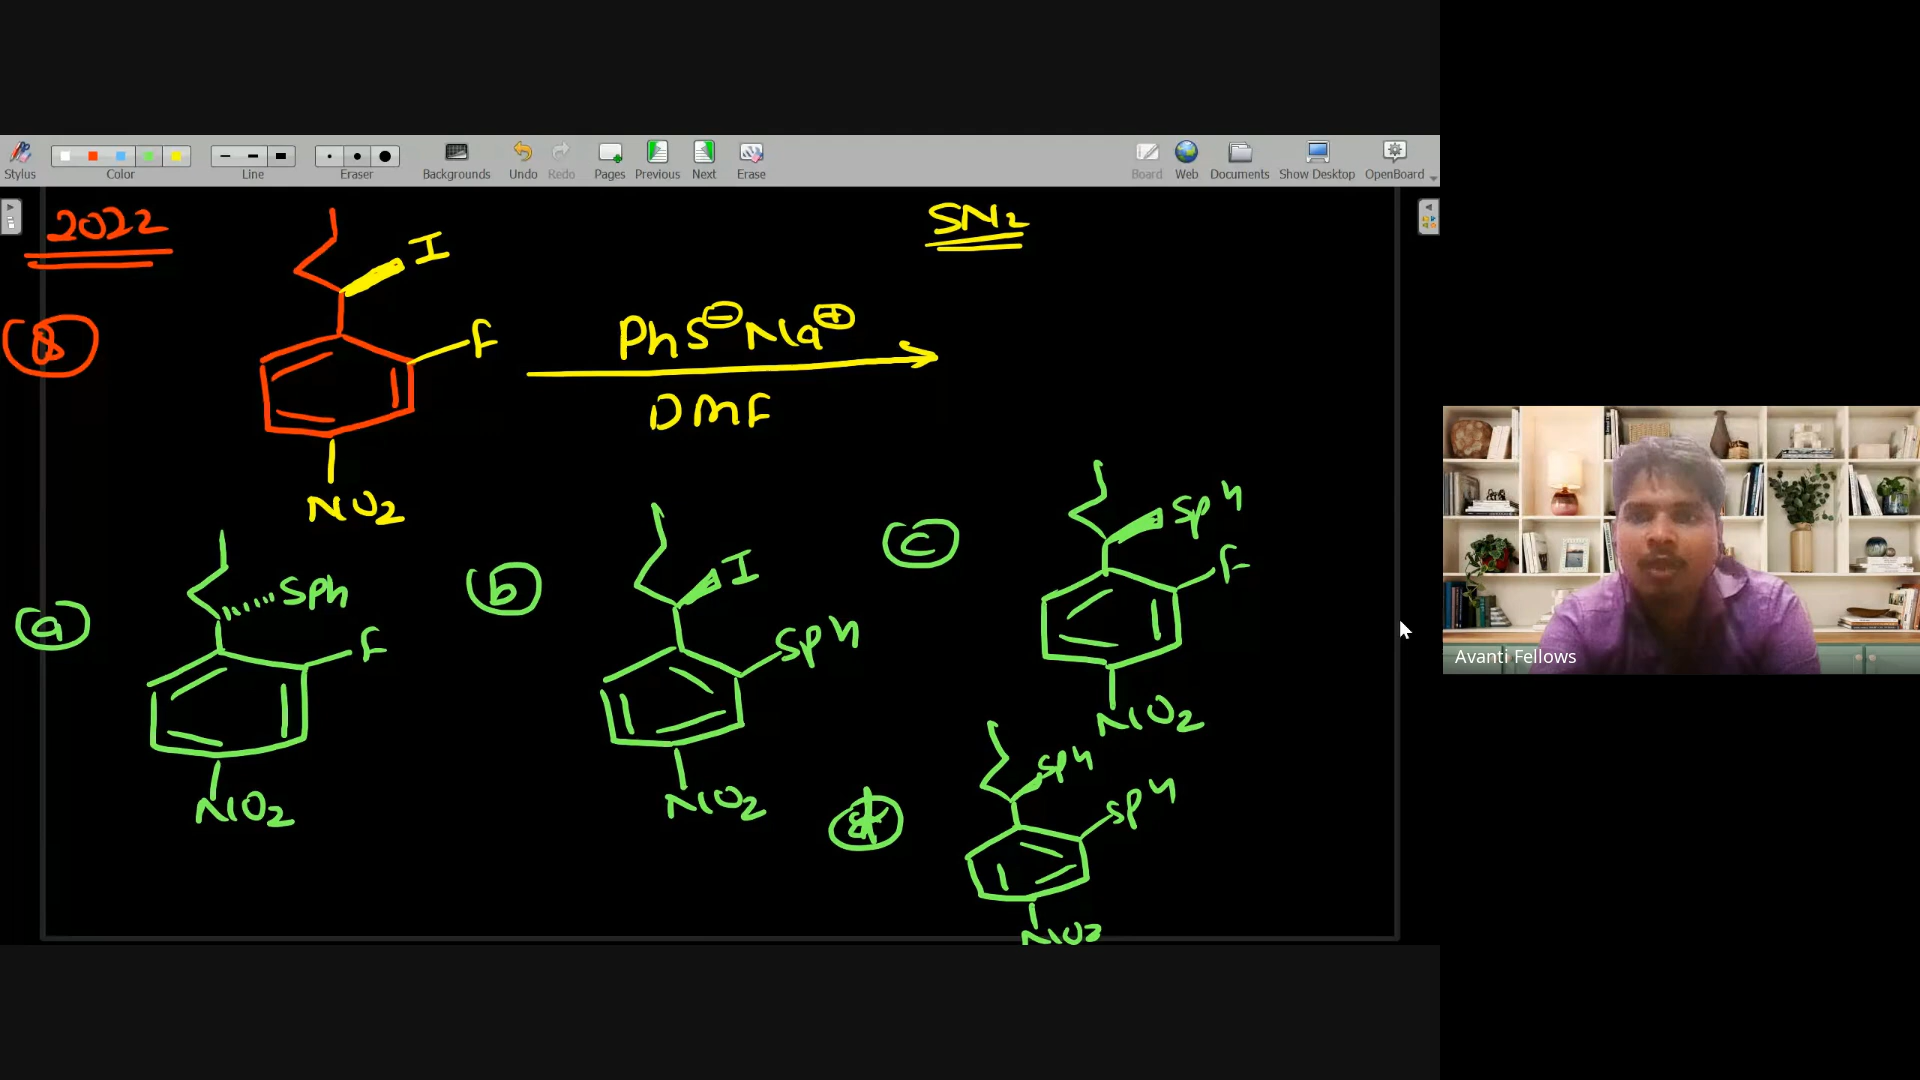 Stylus
Color
Line
Eraser
Backgrounds
Undo
Redo
Pages
Previous
Next
Erase
Board
Web
Documents
Show Desktop
OpenBoard
2022
SN2
I
F
PhS⊖Na⊕
DMF
NO2
a
SPh
F
NO2
b
I
SPh
NO2
c
SPh
F
NO2
d
SPh
SPh
NO2
Avanti Fellows